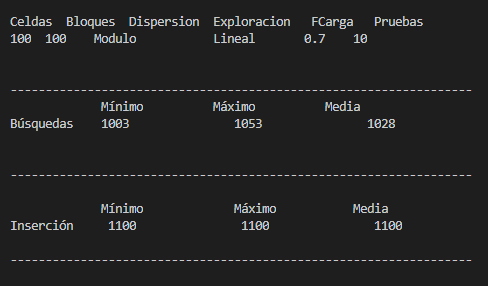 Celdas Bloques Dispersion Exploracion FCarga Pruebas
100 100 Modulo Lineal 0.7 10
------------------------------------------------------------------
Mínimo Máximo Media
Búsquedas 1003 1053 1028
------------------------------------------------------------------
Mínimo Máximo Media
Inserción 1100 1100 1100
------------------------------------------------------------------